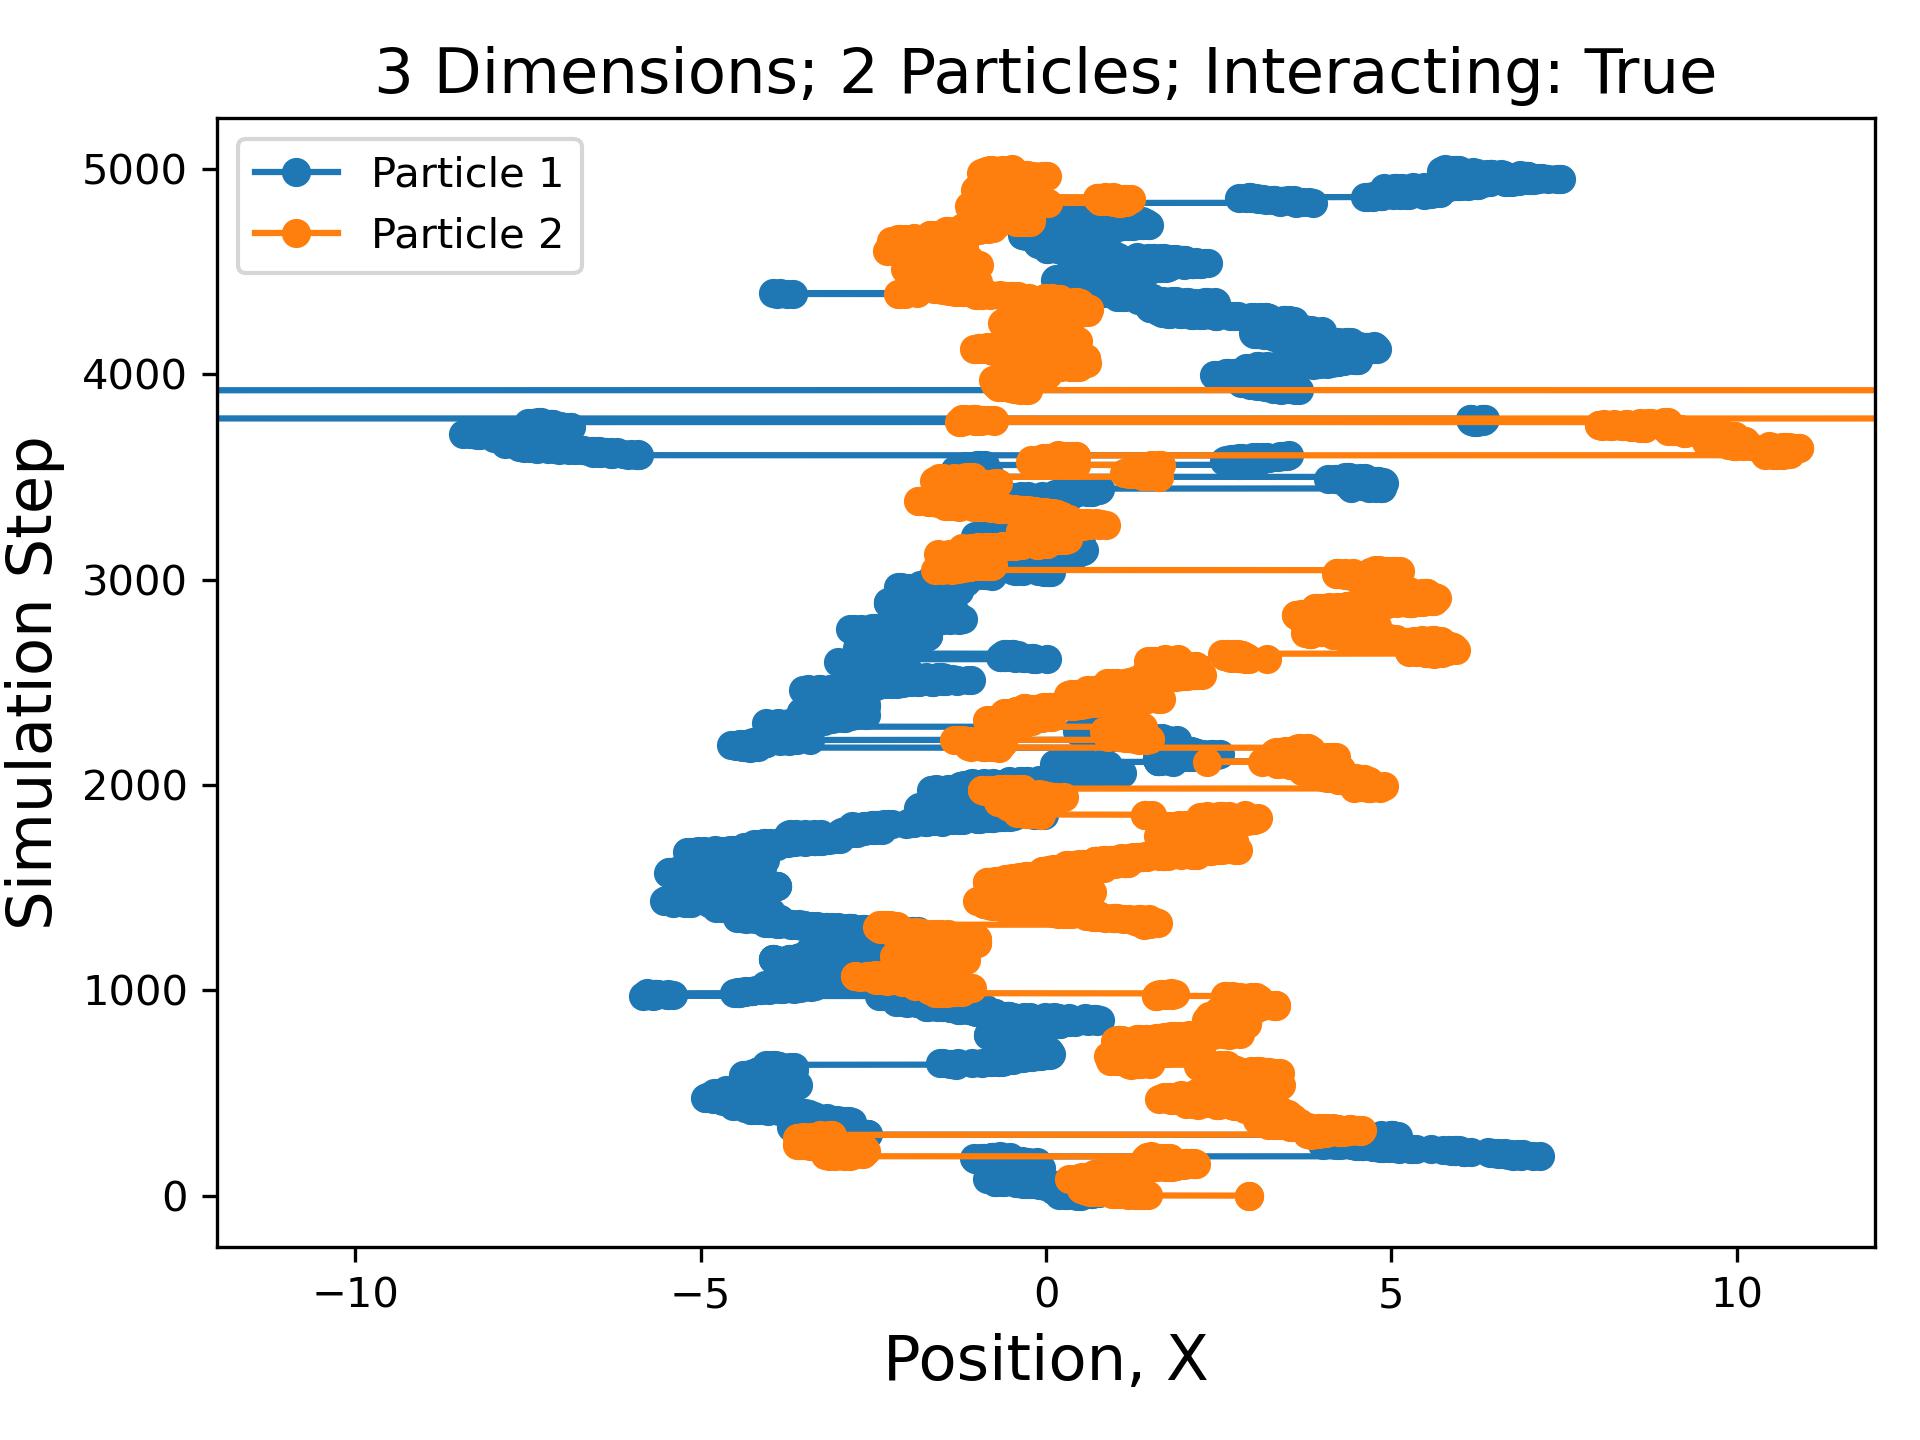 3 Dimensions; 2 Particles; Interacting: True
Particle 1
Particle 2
5000
4000
3000
2000
1000
0
Simulation Step
−10
−5
0
5
10
Position, X